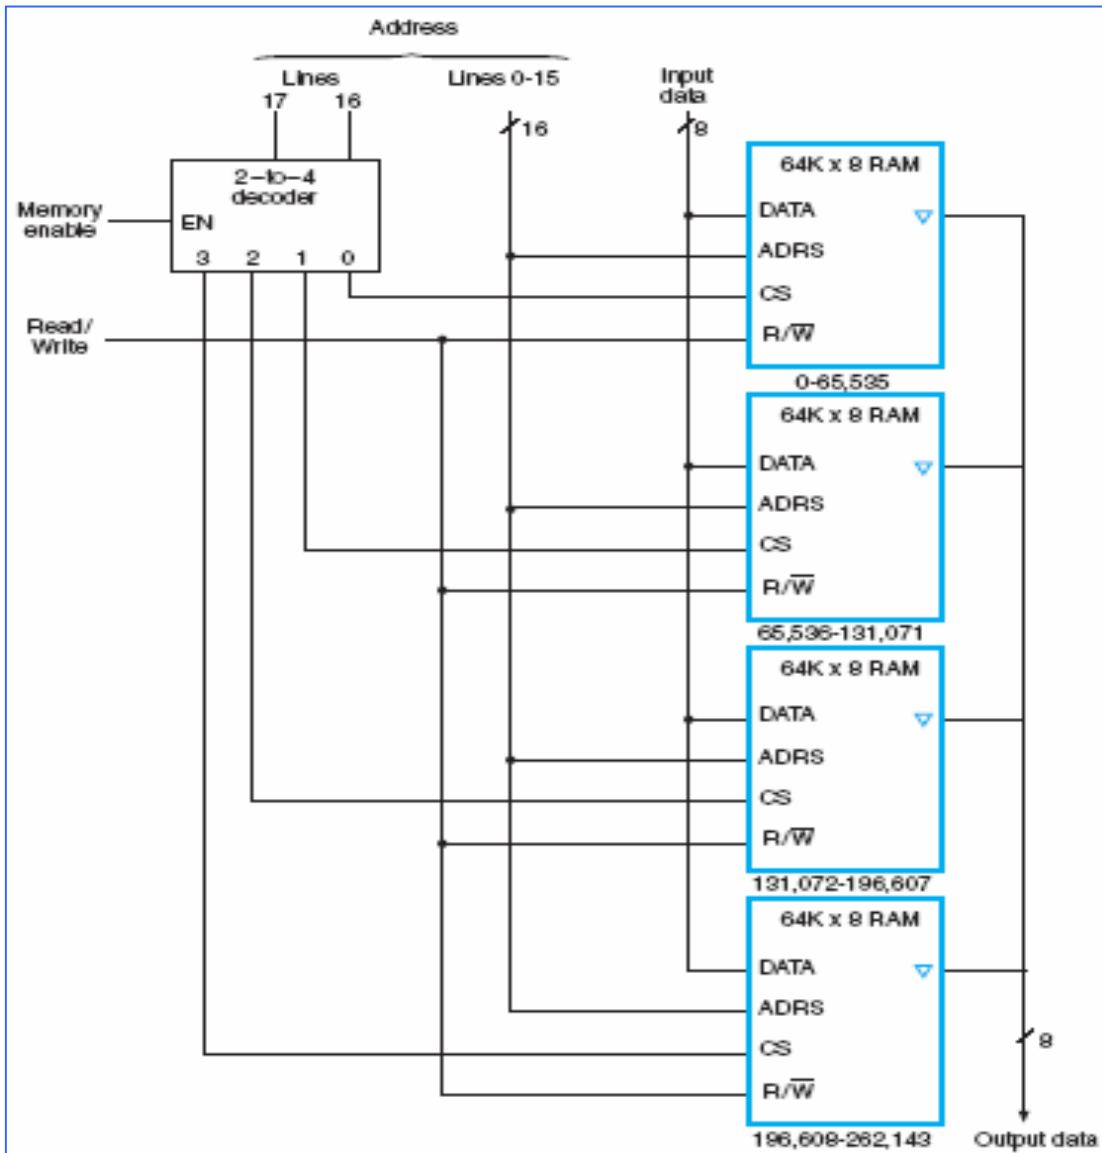 Address
Lines
17 16
Lines 0-15
16
Input
data
8
2-to-4
decoder
Memory
enable
EN
3 2 1 0
Read/
Write
64K x 8 RAM
DATA
ADRS
CS
R/W̅
0-65,535
64K x 8 RAM
DATA
ADRS
CS
R/W̅
65,536-131,071
64K x 8 RAM
DATA
ADRS
CS
R/W̅
131,072-196,607
64K x 8 RAM
DATA
ADRS
CS
R/W̅
196,608-262,143
8
Output data